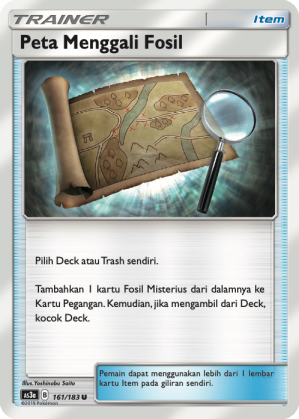 TRAINER Item
Peta Menggali Fosil
Pilih Deck atau Trash sendiri.
Tambahkan 1 kartu Fosil Misterius dari dalamnya ke
Kartu Pegangan. Kemudian, jika mengambil dari Deck,
kocok Deck.
Illus. Yoshinobu Saito
AS3a B 161/183 U
©2019 Pokémon
Pemain dapat menggunakan lebih dari 1 lembar
kartu Item pada giliran sendiri.